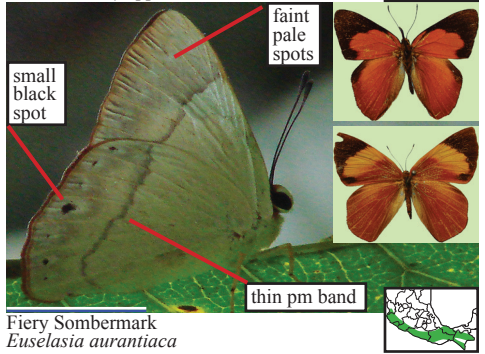 faint
pale
spots
small
black
spot
thin pm band
Fiery Sombermark
Euselasia aurantiaca